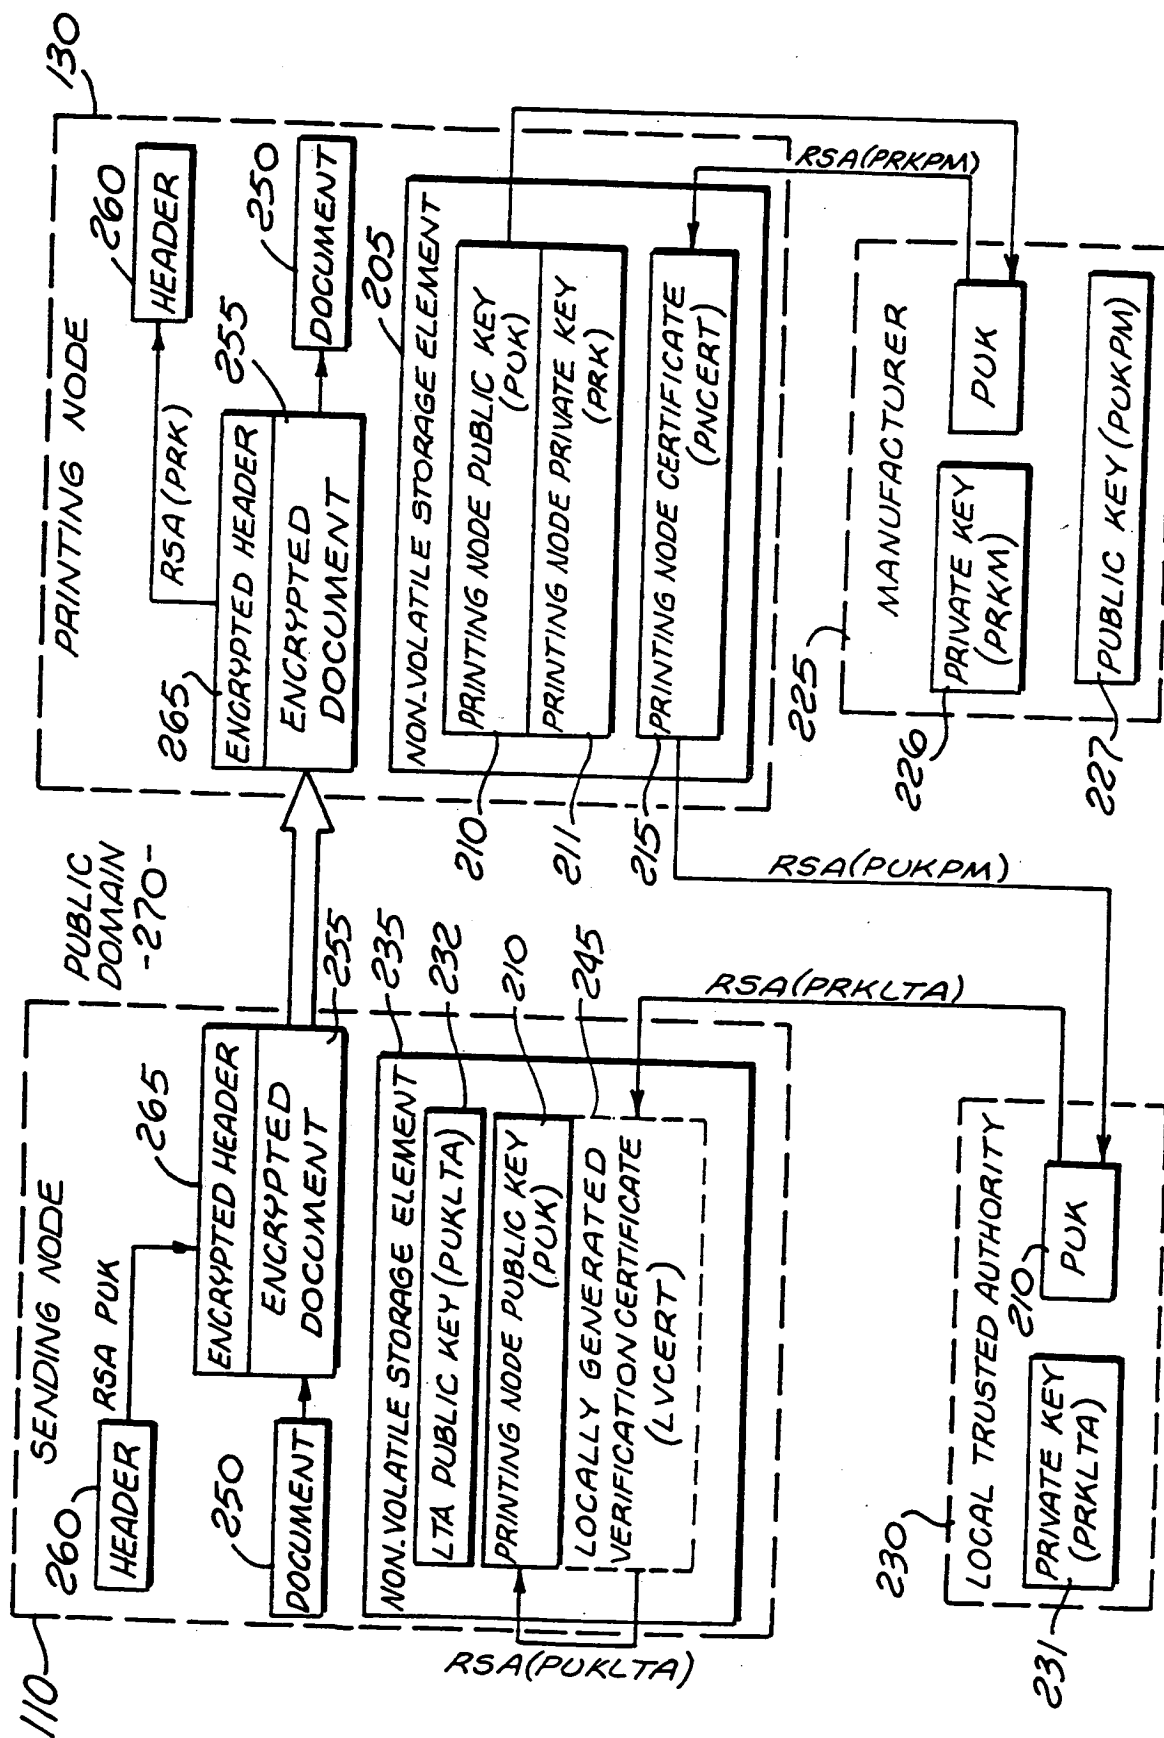 110
SENDING NODE
260
HEADER
RSA PUK
265
ENCRYPTED HEADER
ENCRYPTED
DOCUMENT
255
250
DOCUMENT
235
NON-VOLATILE STORAGE ELEMENT
232
LTA PUBLIC KEY (PUKLTA)
210
PRINTING NODE PUBLIC KEY
(PUK)
245
LOCALLY GENERATED
VERIFICATION CERTIFICATE
(LVCERT)
RSA(PUKLTA)
RSA(PRKLTA)
PUBLIC
DOMAIN
-270-
130
PRINTING NODE
260
HEADER
RSA(PRK)
265
ENCRYPTED HEADER
255
ENCRYPTED
DOCUMENT
250
DOCUMENT
205
NON-VOLATILE STORAGE ELEMENT
210
PRINTING NODE PUBLIC KEY
(PUK)
211
PRINTING NODE PRIVATE KEY
(PRK)
215
PRINTING NODE CERTIFICATE
(PNCERT)
RSA(PRKPM)
RSA(PUKPM)
230
LOCAL TRUSTED AUTHORITY
231
PRIVATE KEY
(PRKLTA)
210
PUK
225
MANUFACTURER
226
PRIVATE KEY
(PRKM)
PUK
227
PUBLIC KEY (PUKPM)